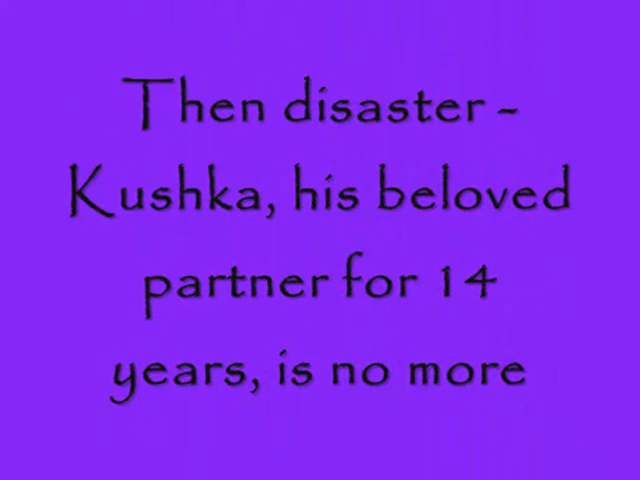 Then disaster -
Kushka, his beloved
partner for 14
years, is no more